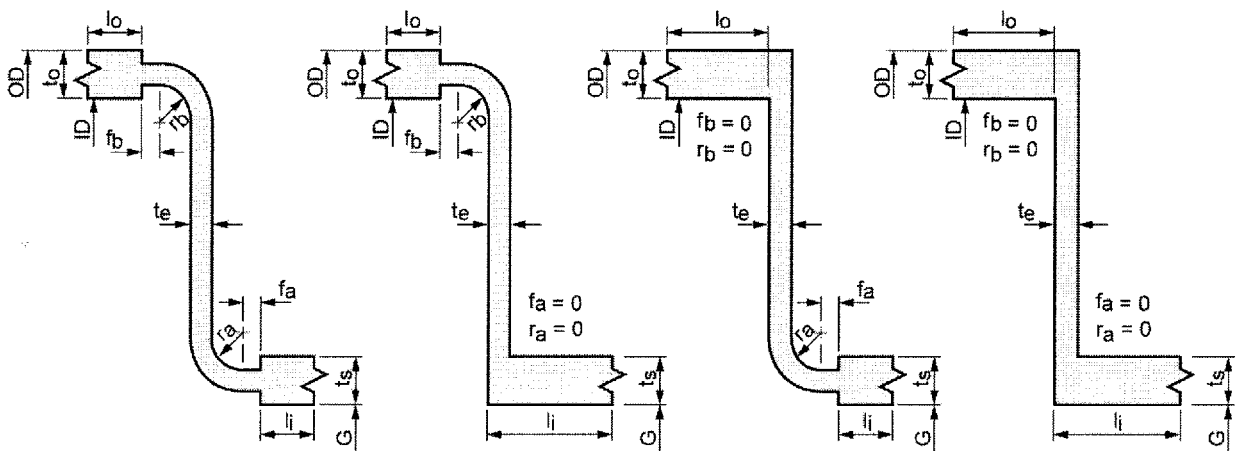 lo
OD
to
ID
fb
rb
te
fa
ra
ts
li
G
lo
OD
to
ID
fb
rb
te
fa = 0
ra = 0
ts
li
G
lo
OD
to
ID
fb = 0
rb = 0
te
fa
ra
ts
li
G
lo
OD
to
ID
fb = 0
rb = 0
te
fa = 0
ra = 0
ts
li
G